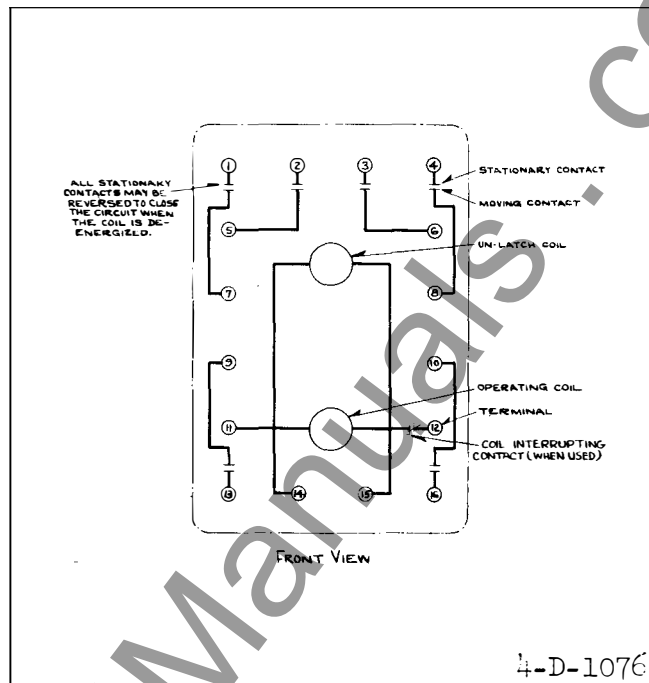 1
2
3
4
ALL STATIONARY
CONTACTS MAY BE
REVERSED TO CLOSE
THE CIRCUIT WHEN
THE COIL IS DE-
ENERGIZED.
STATIONARY CONTACT
MOVING CONTACT
5
6
UN-LATCH COIL
7
8
9
10
OPERATING COIL
TERMINAL
11
12
COIL INTERRUPTING
CONTACT (WHEN USED)
13
14
15
16
FRONT VIEW
4-D-1076
Manuals.co